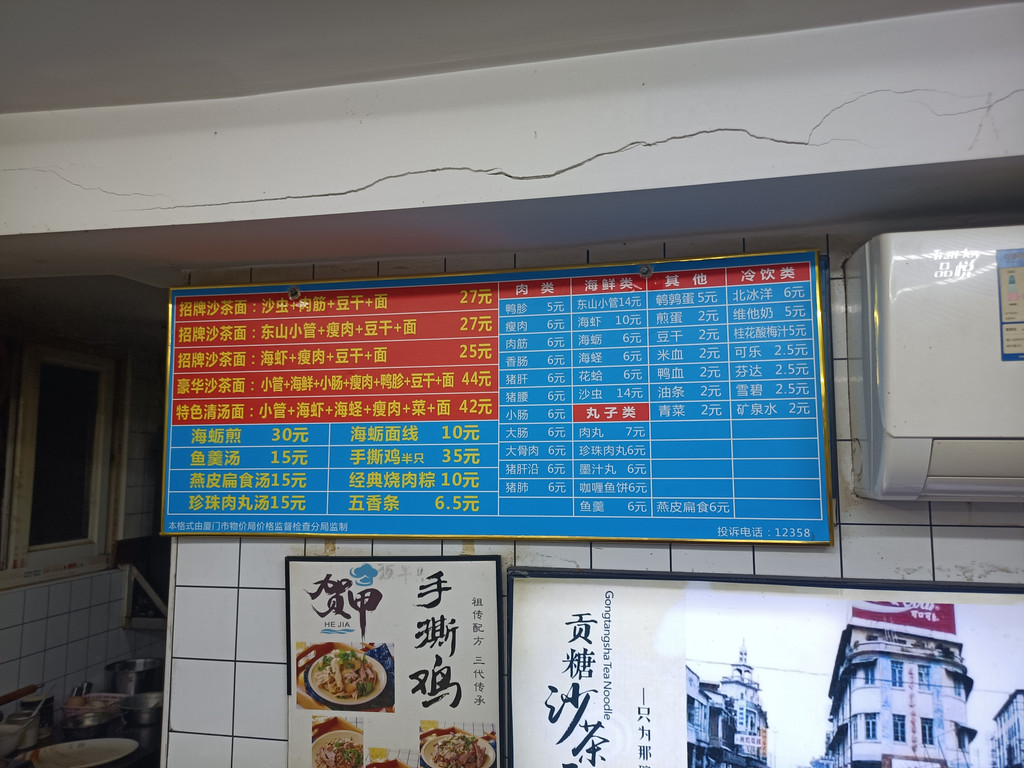 招牌沙茶面：沙虫+肉筋+豆干+面 27元
招牌沙茶面：东山小管+瘦肉+豆干+面 27元
招牌沙茶面：海虾+瘦肉+豆干+面 25元
豪华沙茶面：小管+海鲜+小肠+瘦肉+鸭胗+豆干+面 44元
特色清汤面：小管+海虾+海蛏+瘦肉+菜+面 42元
海蛎煎 30元 海蛎面线 10元
鱼羹汤 15元 手撕鸡半只 35元
燕皮扁食汤15元 经典烧肉粽 10元
珍珠肉丸汤15元 五香条 6.5元
肉类
鸭胗 5元
瘦肉 6元
肉筋 6元
香肠 6元
猪肝 6元
猪腰 6元
小肠 6元
大肠 6元
大骨肉 6元
猪肝沿 6元
猪肺 6元
海鲜类
东山小管14元
海虾 10元
海蛎 6元
海蛏 6元
花蛤 6元
沙虫 14元
丸子类
肉丸 7元
珍珠肉丸6元
墨汁丸 6元
咖喱鱼饼6元
鱼羹 6元
其他
鹌鹑蛋5元
煎蛋 2元
豆干 2元
米血 2元
鸭血 2元
油条 2元
青菜 2元
燕皮扁食6元
冷饮类
北冰洋 6元
维他奶 5元
桂花酸梅汁5元
可乐 2.5元
芬达 2.5元
雪碧 2.5元
矿泉水 2元
本格式由厦门市物价局价格监督检查分局监制
投诉电话：12358
品悦
贺甲
HE JIA
手撕鸡
祖传配方 三代传承
贡糖沙茶
Gongtangsha Tea Noodle
一只为那